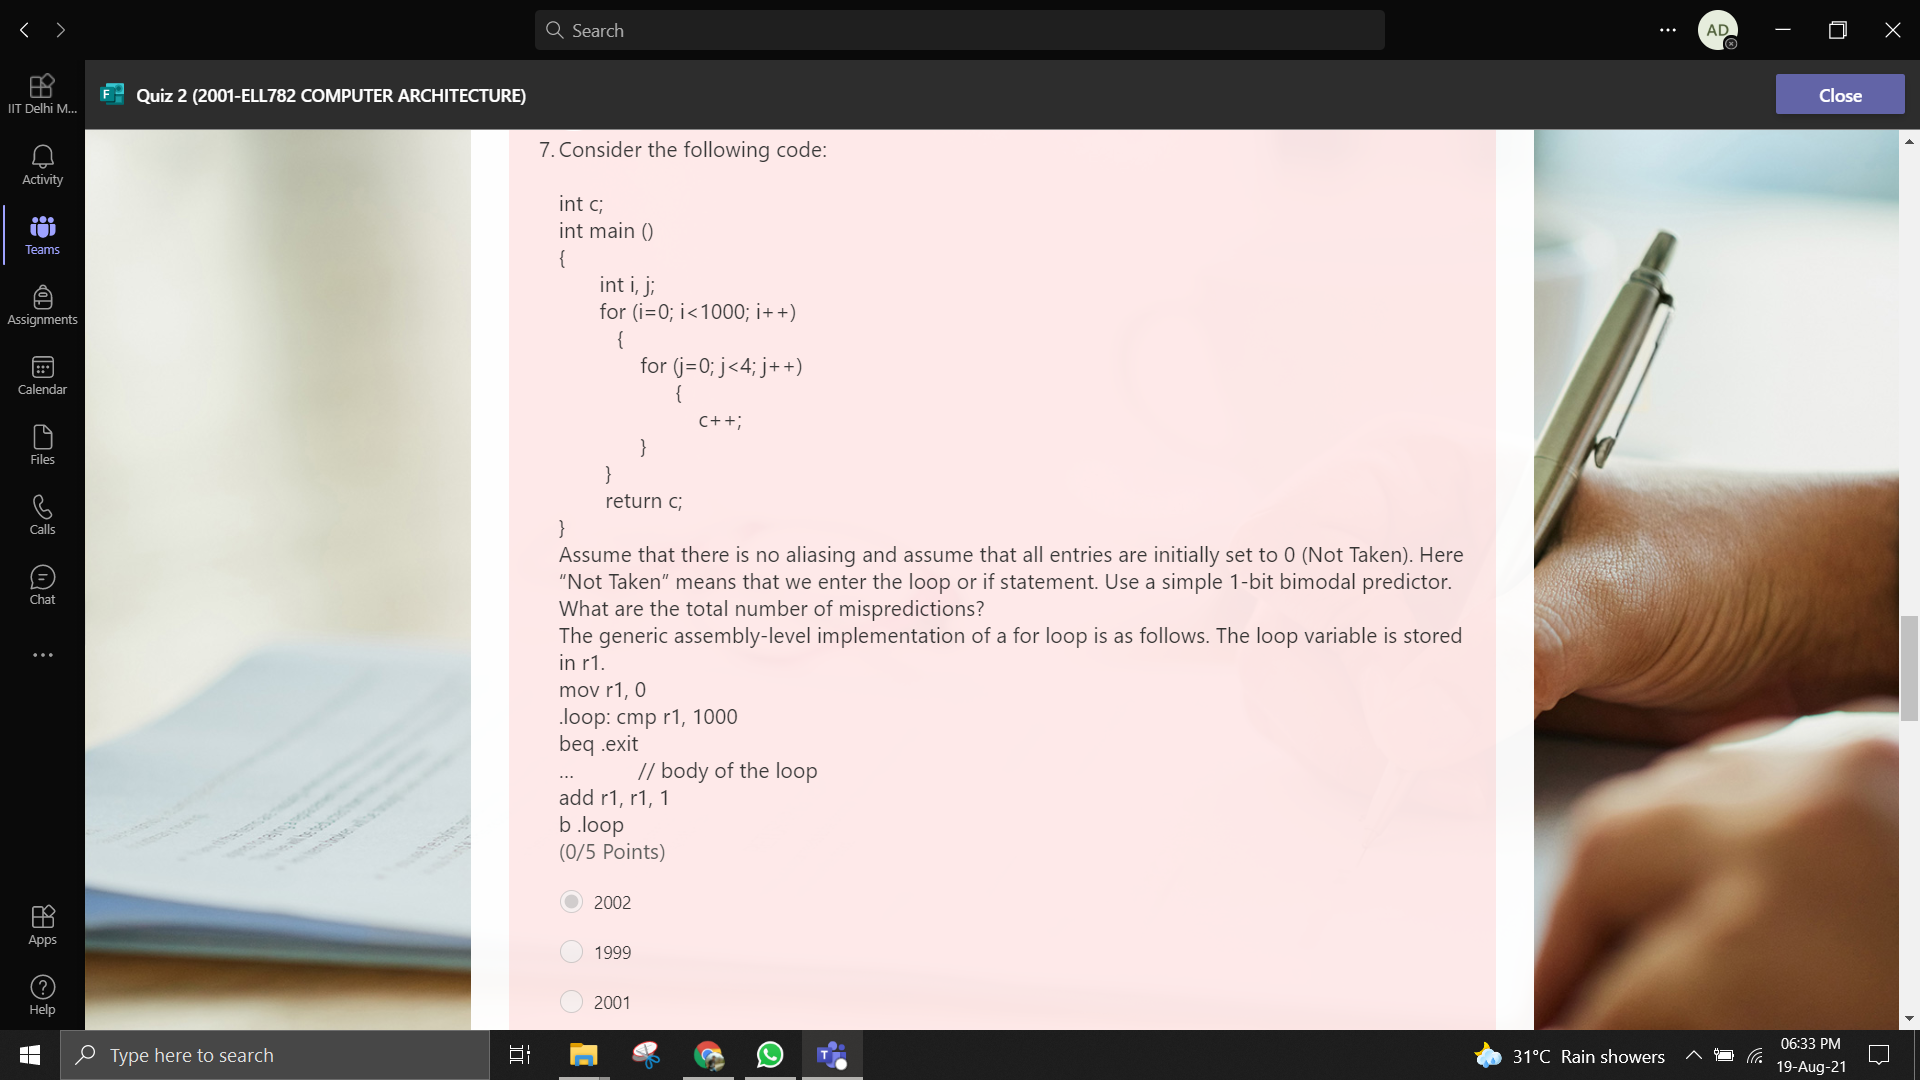 Search
AD
IIT Delhi M...
Quiz 2 (2001-ELL782 COMPUTER ARCHITECTURE)
Close
Activity
Teams
Assignments
Calendar
Files
Calls
Chat
Apps
Help
7. Consider the following code:
int c;
int main ()
{
int i, j;
for (i=0; i<1000; i++)
{
for (j=0; j<4; j++)
{
c++;
}
}
return c;
}
Assume that there is no aliasing and assume that all entries are initially set to 0 (Not Taken). Here
“Not Taken” means that we enter the loop or if statement. Use a simple 1-bit bimodal predictor.
What are the total number of mispredictions?
The generic assembly-level implementation of a for loop is as follows. The loop variable is stored
in r1.
mov r1, 0
.loop: cmp r1, 1000
beq .exit
... // body of the loop
add r1, r1, 1
b .loop
(0/5 Points)
2002
1999
2001
Type here to search
31°C Rain showers
06:33 PM
19-Aug-21